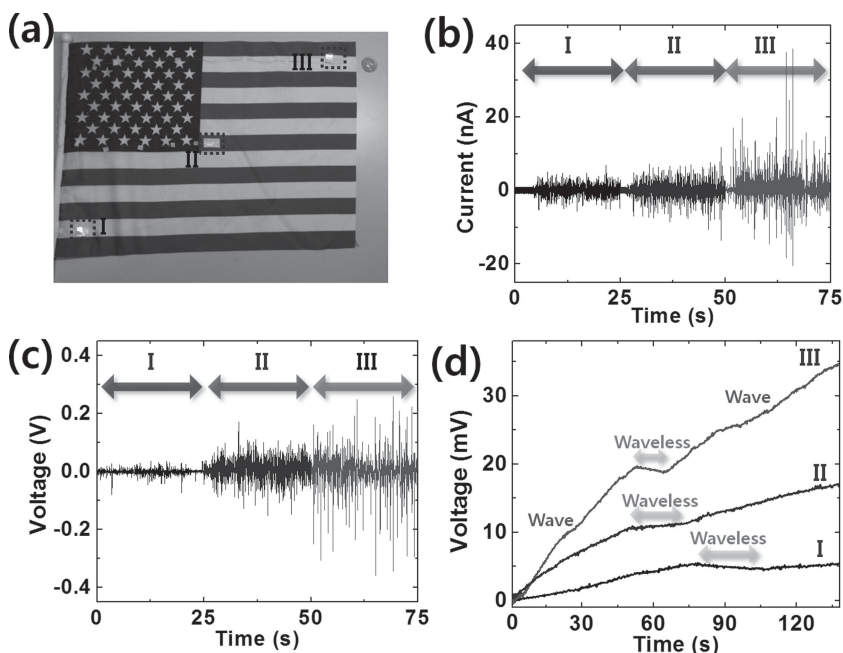 (a)
III
II
I
(b)
I II III
40
20
0
-20
Current (nA)
0 25 50 75
Time (s)
(c)
I II III
0.4
0.2
0.0
-0.2
-0.4
Voltage (V)
0 25 50 75
Time (s)
(d)
III
Wave
Waveless
II
Waveless
Wave
Waveless
I
30
20
10
0
Voltage (mV)
0 30 60 90 120
Time (s)